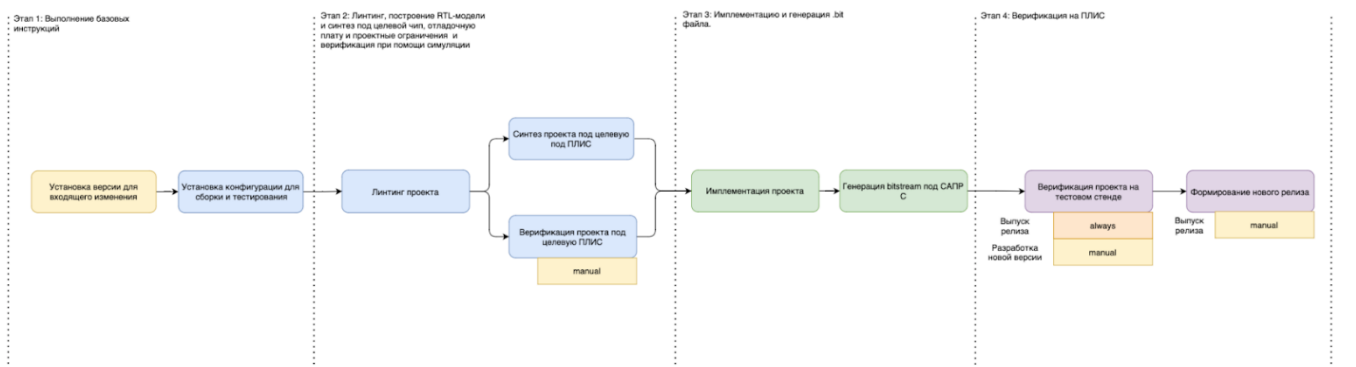 Этап 1: Выполнение базовых
инструкций
Этап 2: Линтинг, построение RTL-модели
и синтез под целевой чип, отладочную
плату и проектные ограничения и
верификация при помощи симуляции
Этап 3: Имплементацию и генерация .bit
файла.
Этап 4: Верификация на ПЛИС
Установка версии для
входящего изменения
Установка конфигурации для
сборки и тестирования
Линтинг проекта
Синтез проекта под целевую
под ПЛИС
Верификация проекта под
целевую ПЛИС
manual
Имплементация проекта
Генерация bitstream под САПР
С
Верификация проекта на
тестовом стенде
Выпуск
релиза
always
Разработка
новой версии
manual
Формирование нового релиза
Выпуск
релиза
manual